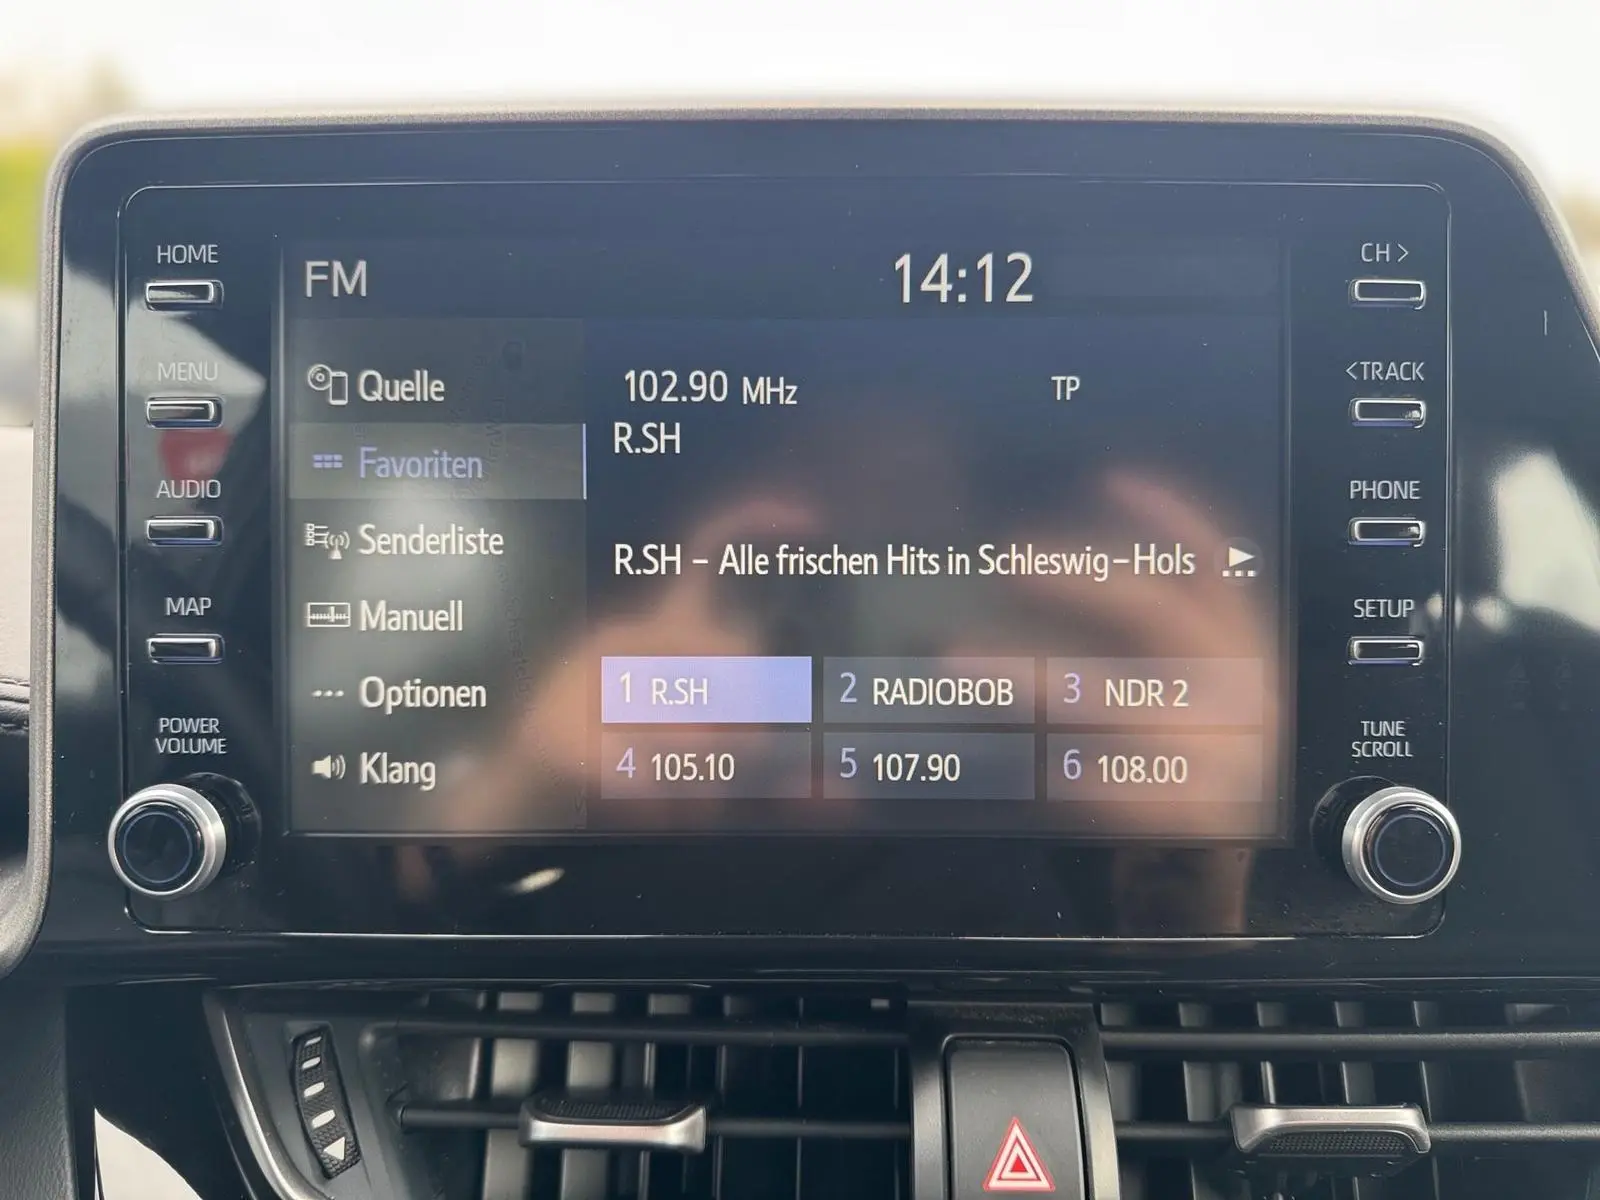 HOME
MENU
AUDIO
MAP
POWER
VOLUME
FM
14:12
Quelle
Favoriten
Senderliste
Manuell
Optionen
Klang
102.90 MHz
TP
R.SH
R.SH – Alle frischen Hits in Schleswig–Hols
1 R.SH
2 RADIOBOB
3 NDR 2
4 105.10
5 107.90
6 108.00
CH >
<TRACK
PHONE
SETUP
TUNE
SCROLL